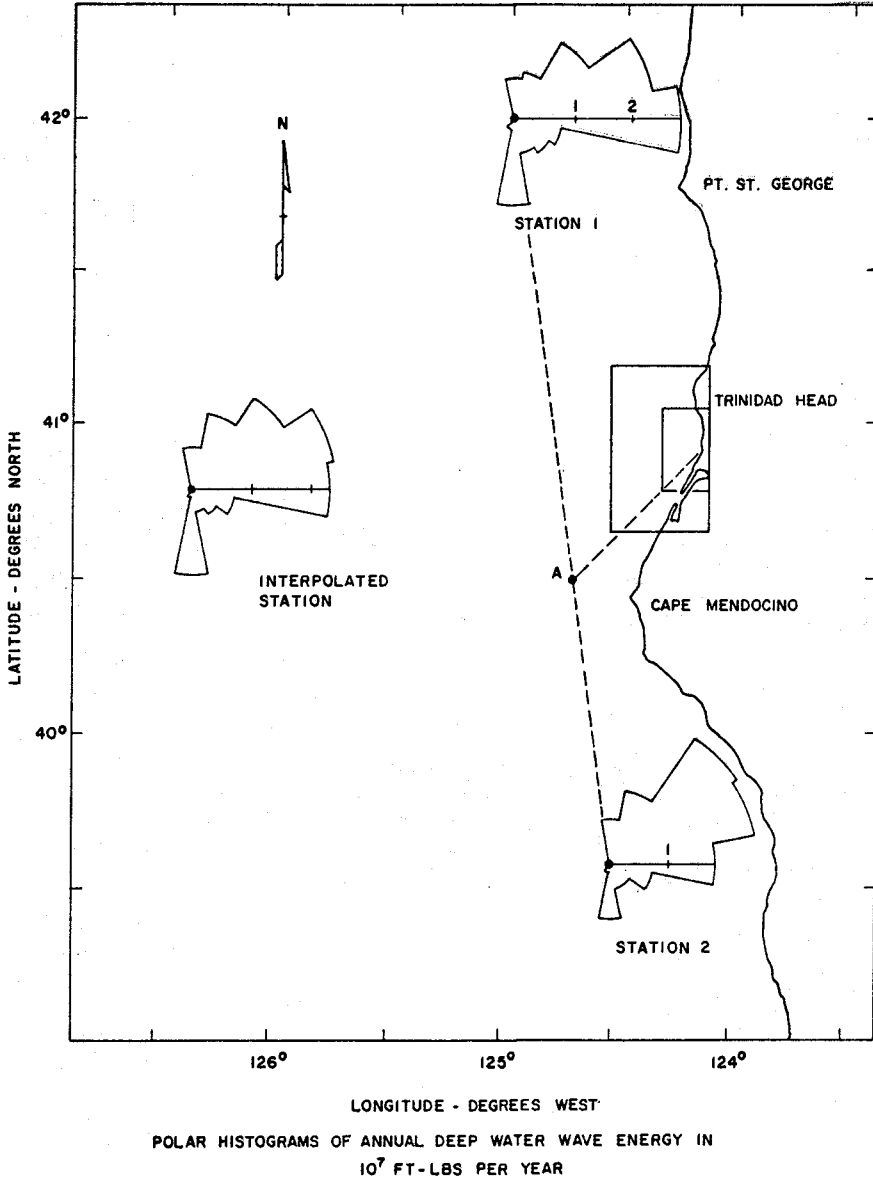 42°
N
1
2
PT. ST. GEORGE
STATION 1
41°
TRINIDAD HEAD
INTERPOLATED
STATION
A
CAPE MENDOCINO
LATITUDE - DEGREES NORTH
40°
1
STATION 2
126°
125°
124°
LONGITUDE - DEGREES WEST
POLAR HISTOGRAMS OF ANNUAL DEEP WATER WAVE ENERGY IN
10⁷ FT-LBS PER YEAR